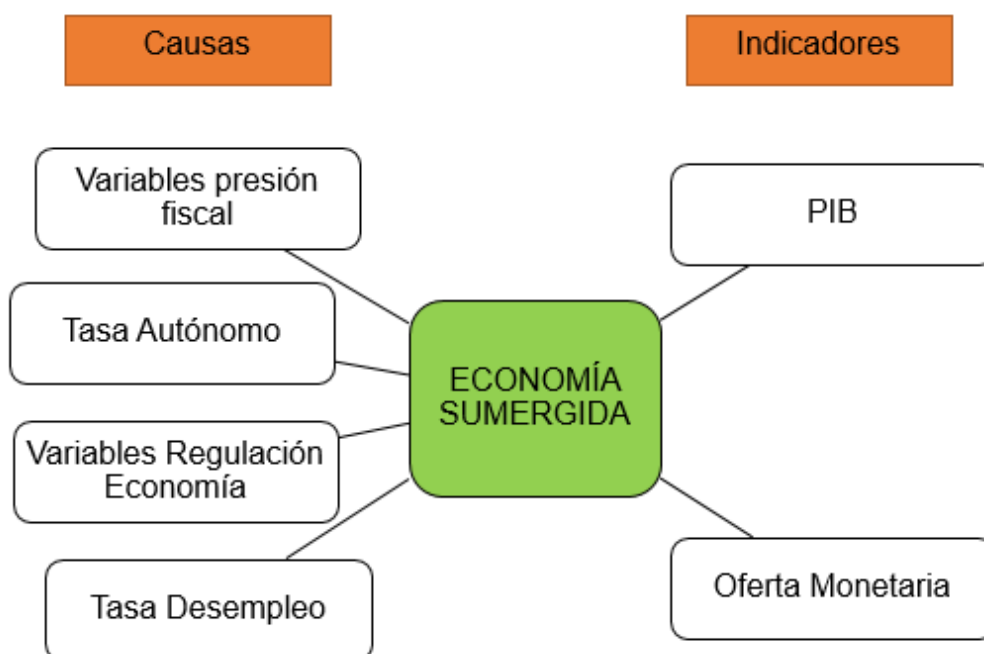 Causas
Indicadores
Variables presión
fiscal
PIB
Tasa Autónomo
ECONOMÍA
SUMERGIDA
Variables Regulación
Economía
Tasa Desempleo
Oferta Monetaria